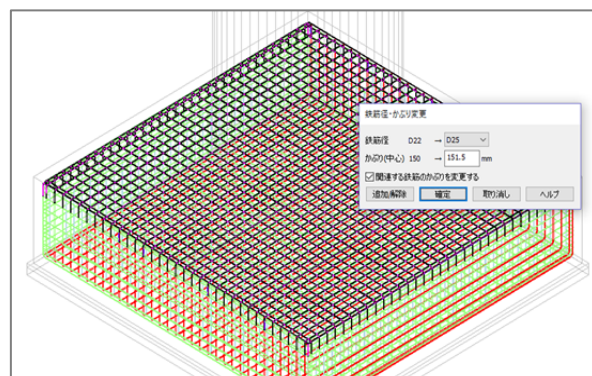 鉄筋径・かぶり変更
鉄筋径 D22 → D25
かぶり(中心) 150 → 151.5 mm
関連する鉄筋のかぶりを変更する
追加/解除 確定 取り消し ヘルプ